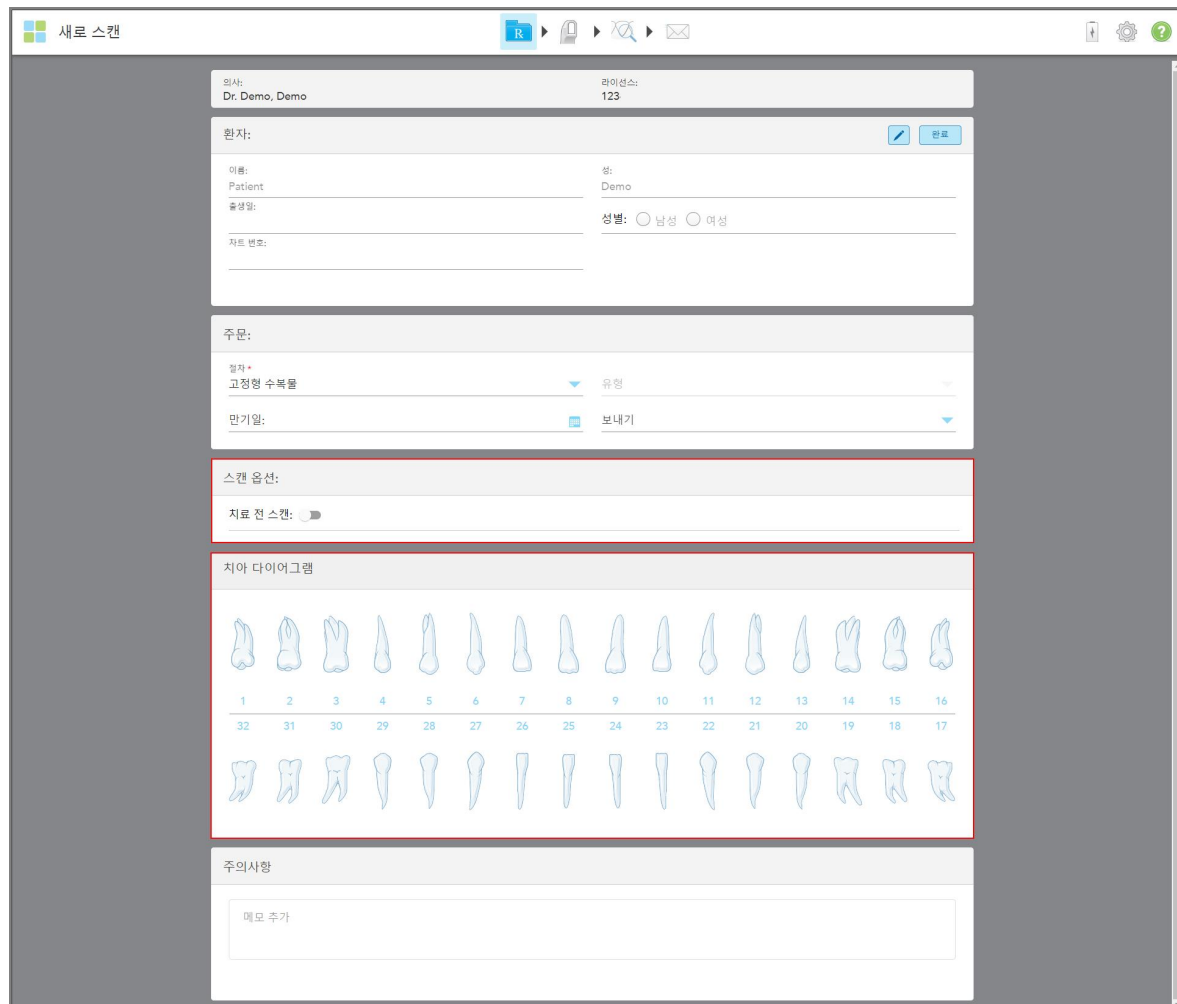 새로 스캔
R
?
의사:
Dr. Demo, Demo
라이선스:
123
환자:
완료
이름:
Patient
성:
Demo
출생일:
성별: 남성 여성
차트 번호:
주문:
절차 *
고정형 수복물
유형
만기일:
보내기
스캔 옵션:
치료 전 스캔:
치아 다이어그램
1 2 3 4 5 6 7 8 9 10 11 12 13 14 15 16
32 31 30 29 28 27 26 25 24 23 22 21 20 19 18 17
주의사항
메모 추가